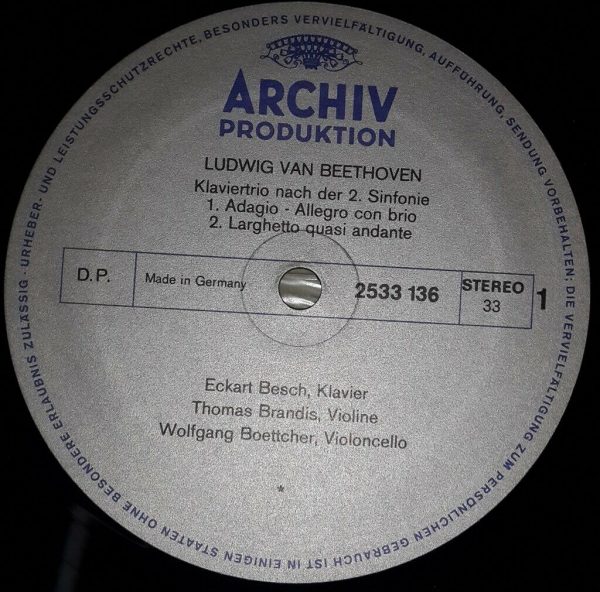 ARCHIV
PRODUKTION
LUDWIG VAN BEETHOVEN
Klaviertrio nach der 2. Sinfonie
1. Adagio - Allegro con brio
2. Larghetto quasi andante
D.P.
Made in Germany
2533 136
STEREO
33
1
Eckart Besch, Klavier
Thomas Brandis, Violine
Wolfgang Boettcher, Violoncello
*
URHEBER- UND LEISTUNGSSCHUTZRECHTE, BESONDERS VERVIELFÄLTIGUNG, AUFFÜHRUNG, SENDUNG VORBEHALTEN; DIE VERVIELFÄLTIGUNG ZUM PERSÖNLICHEN GEBRAUCH IST IN EINIGEN STAATEN OHNE BESONDERE ERLAUBNIS ZULÄSSIG ·